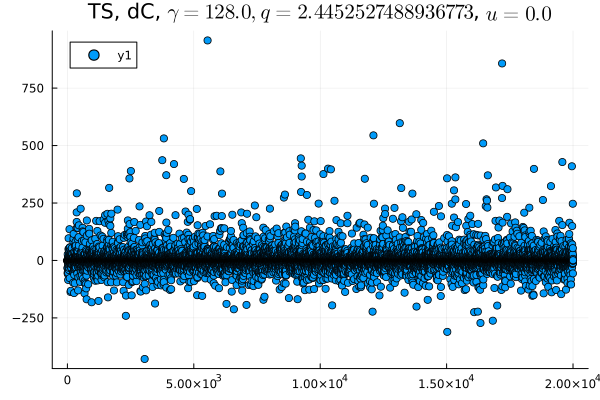 TS, dC, γ = 128.0, q = 2.4452527488936773, u = 0.0
y1
750
500
250
0
−250
0 5.00×10³ 1.00×10⁴ 1.50×10⁴ 2.00×10⁴